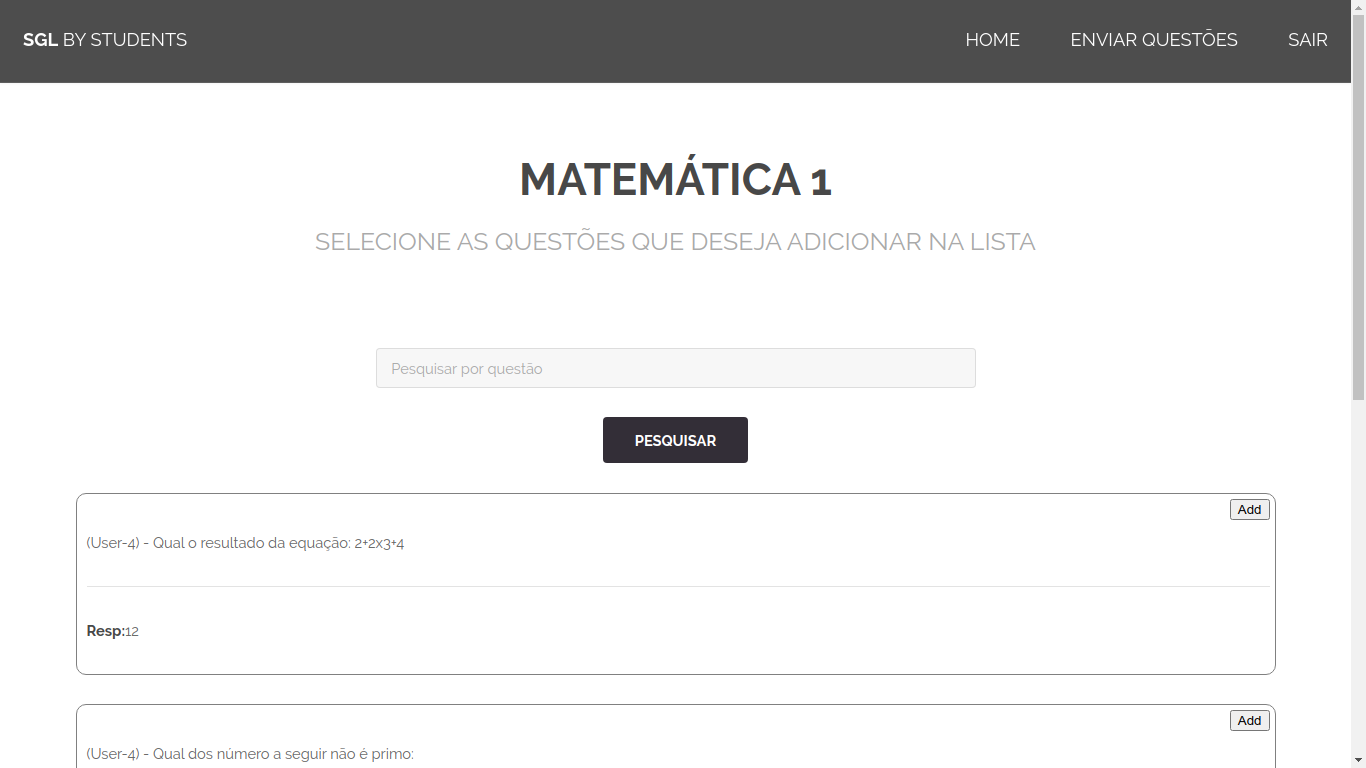 SGL BY STUDENTS HOME ENVIAR QUESTÕES SAIR
MATEMÁTICA 1
SELECIONE AS QUESTÕES QUE DESEJA ADICIONAR NA LISTA
Pesquisar por questão
PESQUISAR
Add
(User-4) - Qual o resultado da equação: 2+2x3+4
Resp:12
Add
(User-4) - Qual dos número a seguir não é primo: